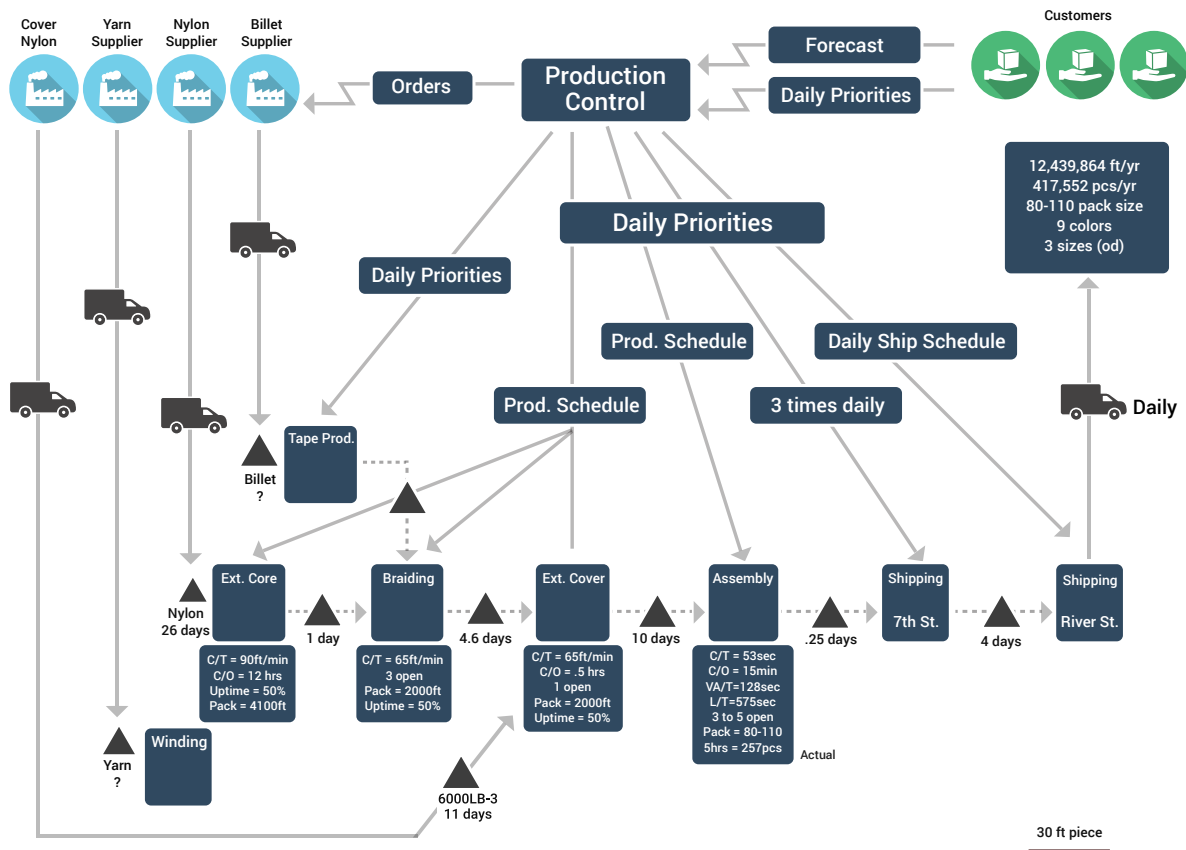 Cover
Nylon
Yarn
Supplier
Nylon
Supplier
Billet
Supplier
Customers
Orders
Production
Control
Forecast
Daily Priorities
12,439,864 ft/yr
417,552 pcs/yr
80-110 pack size
9 colors
3 sizes (od)
Daily Priorities
Daily Priorities
Prod. Schedule
Daily Ship Schedule
Prod. Schedule
3 times daily
Daily
Tape Prod.
Billet
?
Nylon
26 days
Ext. Core
1 day
Braiding
4.6 days
Ext. Cover
10 days
Assembly
.25 days
Shipping
7th St.
4 days
Shipping
River St.
C/T = 90ft/min
C/O = 12 hrs
Uptime = 50%
Pack = 4100ft
C/T = 65ft/min
3 open
Pack = 2000ft
Uptime = 50%
C/T = 65ft/min
C/O = .5 hrs
1 open
Pack = 2000ft
Uptime = 50%
C/T = 53sec
C/O = 15min
VA/T=128sec
L/T=575sec
3 to 5 open
Pack = 80-110
5hrs = 257pcs
Actual
Yarn
?
Winding
6000LB-3
11 days
30 ft piece